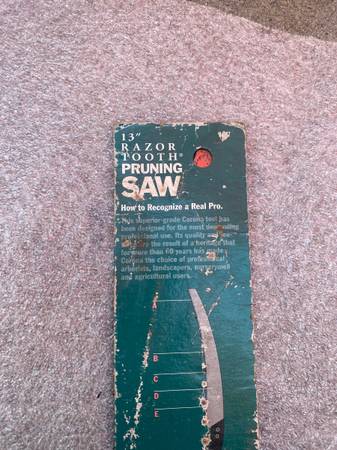 13"
RAZOR
TOOTH®
PRUNING
SAW
How to Recognize a Real Pro.
This superior-grade Corona tool has
been designed for the most demanding
professional use. Its quality and
are the result of a heritage that
for more than 60 years has made
Corona the choice of professional
arborists, landscapers, nurserymen
and agricultural users.
A
B
C
D
E